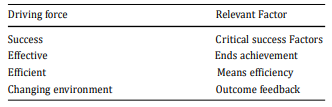 Driving force Relevant Factor
Success Critical success Factors
Effective Ends achievement
Efficient Means efficiency
Changing environment Outcome feedback